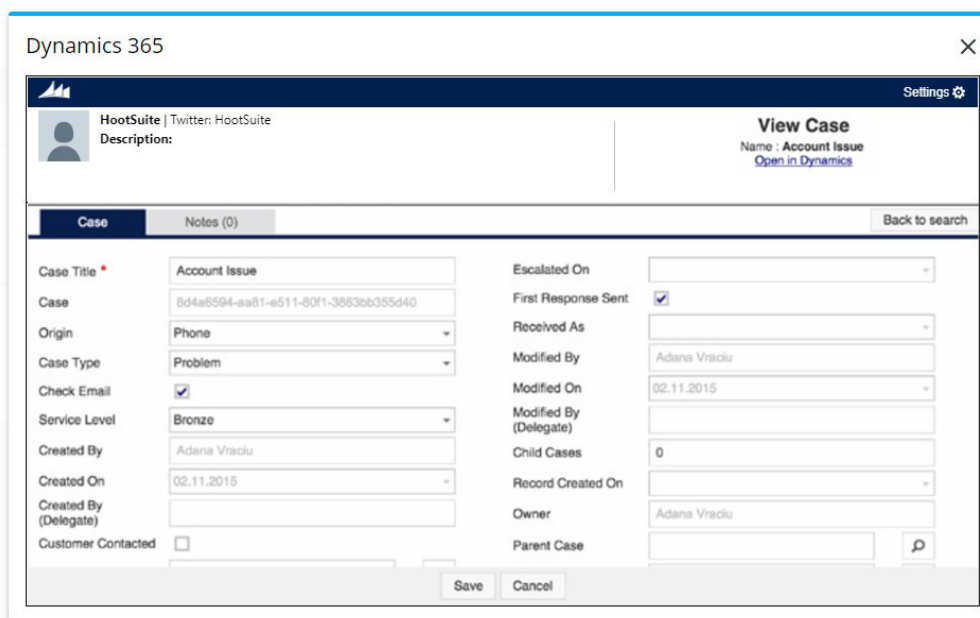 Dynamics 365
Settings
HootSuite | Twitter: HootSuite
Description:
View Case
Name : Account Issue
Open in Dynamics
Case
Notes (0)
Back to search
Case Title * Account Issue
Case 8d4a6594-aa81-e511-80f1-3863bb355d40
Origin Phone
Case Type Problem
Check Email
Service Level Bronze
Created By Adana Vraciu
Created On 02.11.2015
Created By
(Delegate)
Customer Contacted
Escalated On
First Response Sent
Received As
Modified By Adana Vraciu
Modified On 02.11.2015
Modified By
(Delegate)
Child Cases 0
Record Created On
Owner Adana Vraciu
Parent Case
Save
Cancel